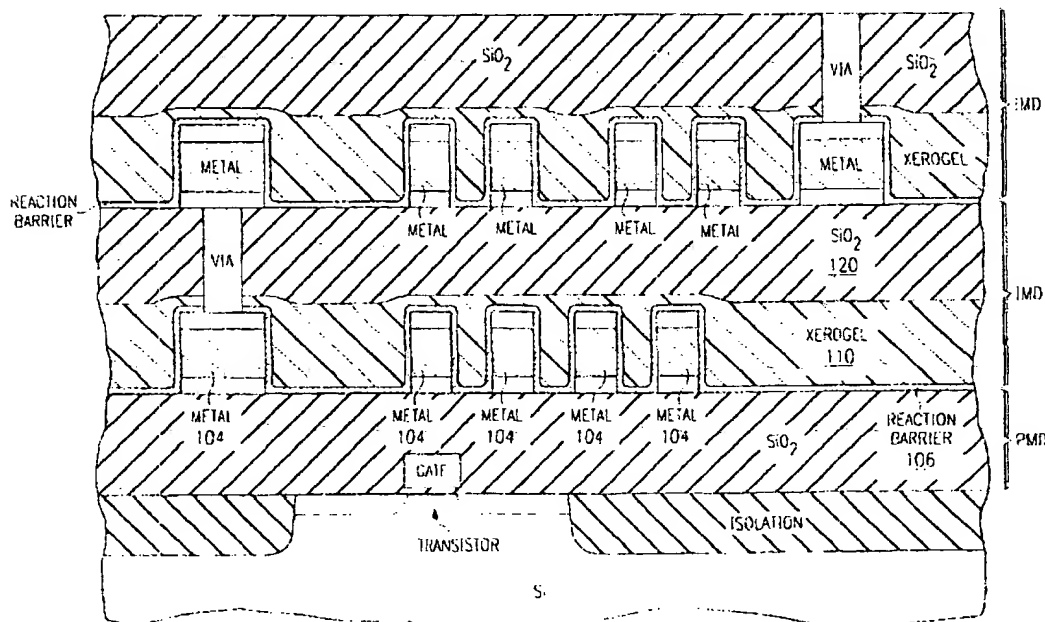 SiO2
VIA
SiO2
IMD
METAL
METAL
XEROGEL
REACTION
BARRIER
METAL
METAL
METAL
METAL
SiO2
120
VIA
IMD
XEROGEL
110
METAL
104
METAL
104
METAL
104
METAL
104
METAL
104
SiO2
REACTION
BARRIER
106
PMD
GATE
ISOLATION
TRANSISTOR